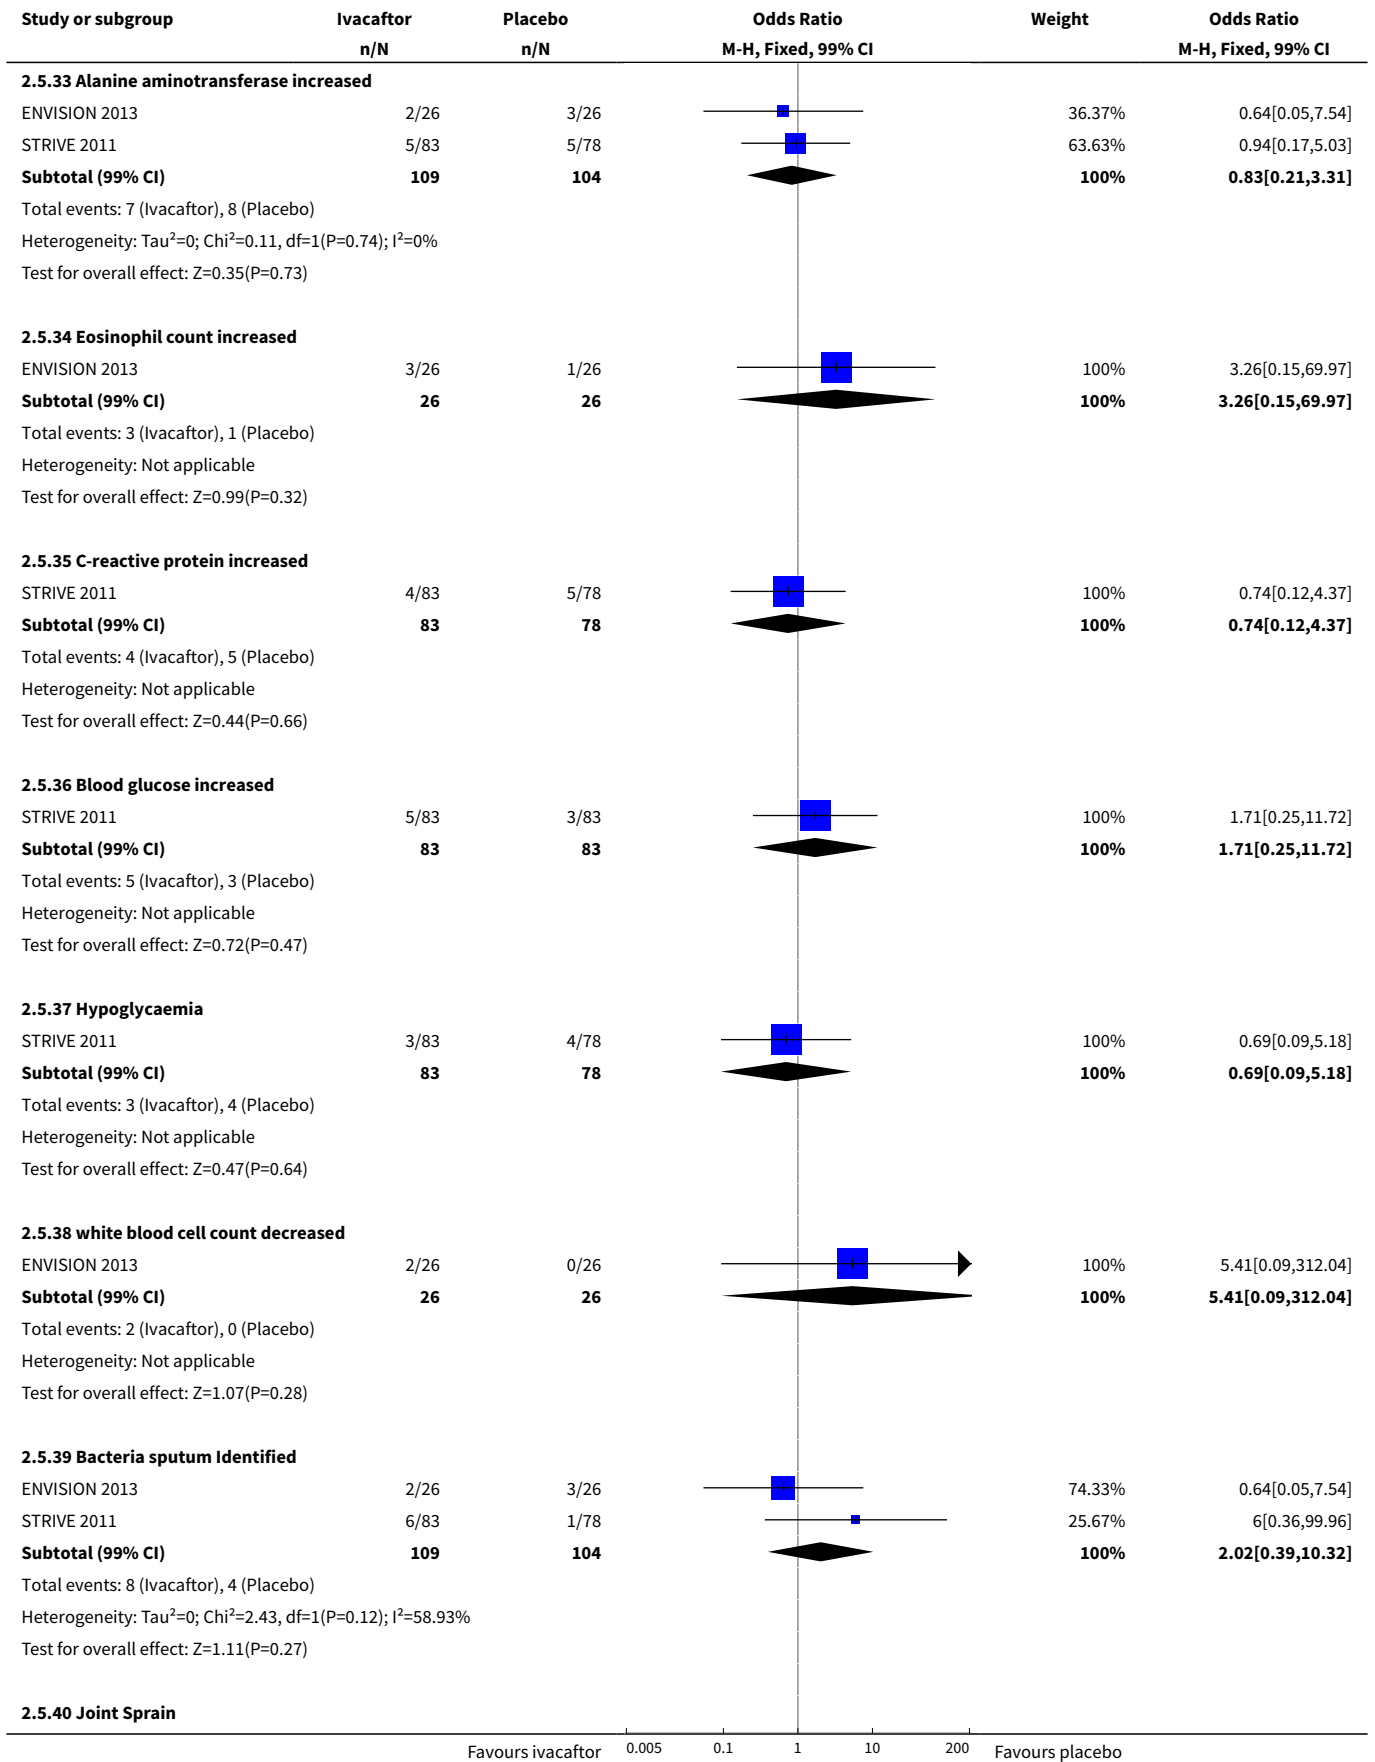 Study or subgroup Ivacaftor Placebo Odds Ratio Weight Odds Ratio
n/N n/N M-H, Fixed, 99% CI M-H, Fixed, 99% CI
2.5.33 Alanine aminotransferase increased
ENVISION 2013 2/26 3/26 36.37% 0.64[0.05,7.54]
STRIVE 2011 5/83 5/78 63.63% 0.94[0.17,5.03]
Subtotal (99% CI) 109 104 100% 0.83[0.21,3.31]
Total events: 7 (Ivacaftor), 8 (Placebo)
Heterogeneity: Tau²=0; Chi²=0.11, df=1(P=0.74); I²=0%
Test for overall effect: Z=0.35(P=0.73)
2.5.34 Eosinophil count increased
ENVISION 2013 3/26 1/26 100% 3.26[0.15,69.97]
Subtotal (99% CI) 26 26 100% 3.26[0.15,69.97]
Total events: 3 (Ivacaftor), 1 (Placebo)
Heterogeneity: Not applicable
Test for overall effect: Z=0.99(P=0.32)
2.5.35 C-reactive protein increased
STRIVE 2011 4/83 5/78 100% 0.74[0.12,4.37]
Subtotal (99% CI) 83 78 100% 0.74[0.12,4.37]
Total events: 4 (Ivacaftor), 5 (Placebo)
Heterogeneity: Not applicable
Test for overall effect: Z=0.44(P=0.66)
2.5.36 Blood glucose increased
STRIVE 2011 5/83 3/83 100% 1.71[0.25,11.72]
Subtotal (99% CI) 83 83 100% 1.71[0.25,11.72]
Total events: 5 (Ivacaftor), 3 (Placebo)
Heterogeneity: Not applicable
Test for overall effect: Z=0.72(P=0.47)
2.5.37 Hypoglycaemia
STRIVE 2011 3/83 4/78 100% 0.69[0.09,5.18]
Subtotal (99% CI) 83 78 100% 0.69[0.09,5.18]
Total events: 3 (Ivacaftor), 4 (Placebo)
Heterogeneity: Not applicable
Test for overall effect: Z=0.47(P=0.64)
2.5.38 white blood cell count decreased
ENVISION 2013 2/26 0/26 100% 5.41[0.09,312.04]
Subtotal (99% CI) 26 26 100% 5.41[0.09,312.04]
Total events: 2 (Ivacaftor), 0 (Placebo)
Heterogeneity: Not applicable
Test for overall effect: Z=1.07(P=0.28)
2.5.39 Bacteria sputum Identified
ENVISION 2013 2/26 3/26 74.33% 0.64[0.05,7.54]
STRIVE 2011 6/83 1/78 25.67% 6[0.36,99.96]
Subtotal (99% CI) 109 104 100% 2.02[0.39,10.32]
Total events: 8 (Ivacaftor), 4 (Placebo)
Heterogeneity: Tau²=0; Chi²=2.43, df=1(P=0.12); I²=58.93%
Test for overall effect: Z=1.11(P=0.27)
2.5.40 Joint Sprain
Favours ivacaftor 0.005 0.1 1 10 200 Favours placebo